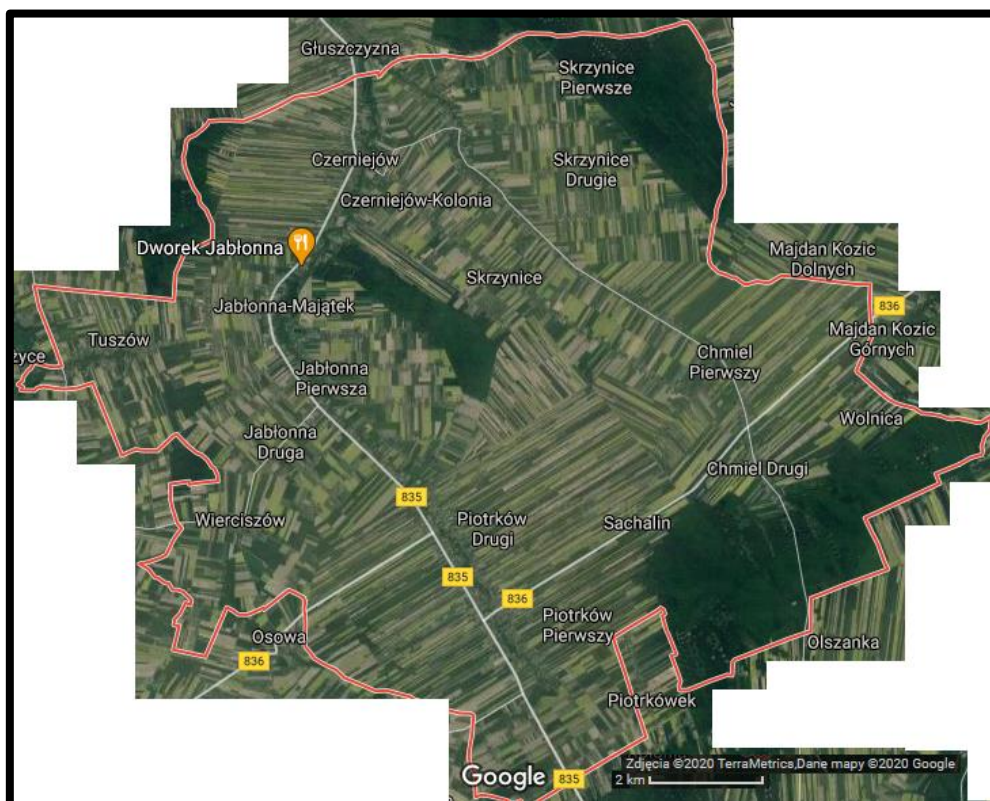 Głuszczyzna
Skrzynice
Pierwsze
Czerniejów
Skrzynice
Drugie
Czerniejów-Kolonia
Dworek Jabłonna
Majdan Kozic
Dolnych
Skrzynice
Jabłonna-Majątek
836
Tuszów
Majdan Kozic
Górnych
życe
Chmiel
Pierwszy
Jabłonna
Pierwsza
Wolnica
Jabłonna
Druga
Chmiel Drugi
835
Wierciszów
Piotrków
Drugi
Sachalin
835
836
Piotrków
Pierwszy
Osowa
Olszanka
836
Piotrkówek
Google
835
Zdjęcia ©2020 TerraMetrics,Dane mapy ©2020 Google
2 km